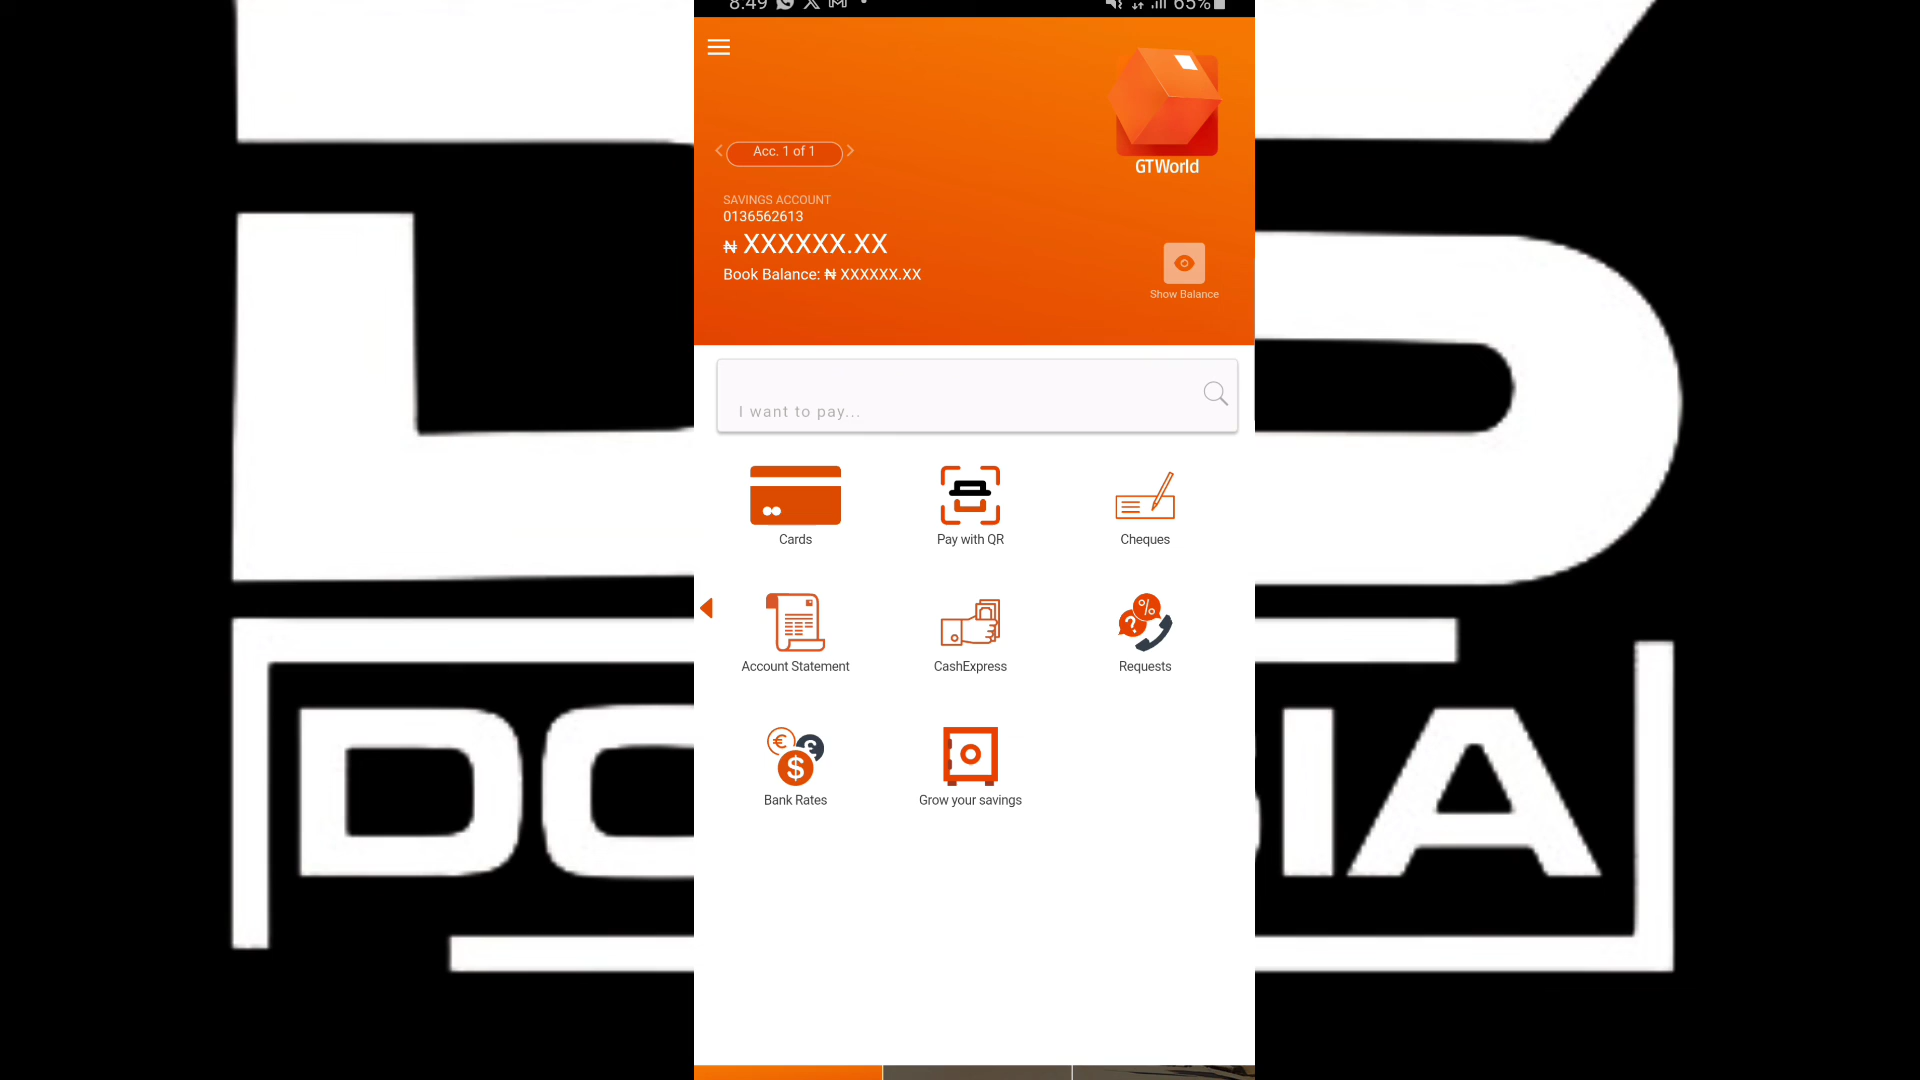 8:49 65%
Acc. 1 of 1
GTWorld
SAVINGS ACCOUNT
0136562613
₦ XXXXXX.XX
Book Balance: ₦ XXXXXX.XX
Show Balance
I want to pay...
Cards
Pay with QR
Cheques
Account Statement
CashExpress
Requests
Bank Rates
Grow your savings